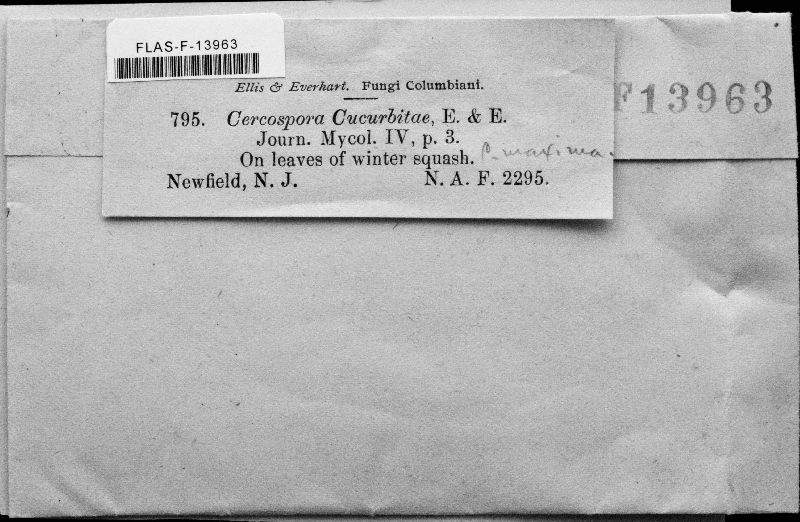 FLAS-F-13963
F13963
Ellis & Everhart. Fungi Columbiani.
795. Cercospora Cucurbitae, E. & E.
Journ. Mycol. IV, p. 3.
On leaves of winter squash. C. maxima.
Newfield, N. J. N. A. F. 2295.